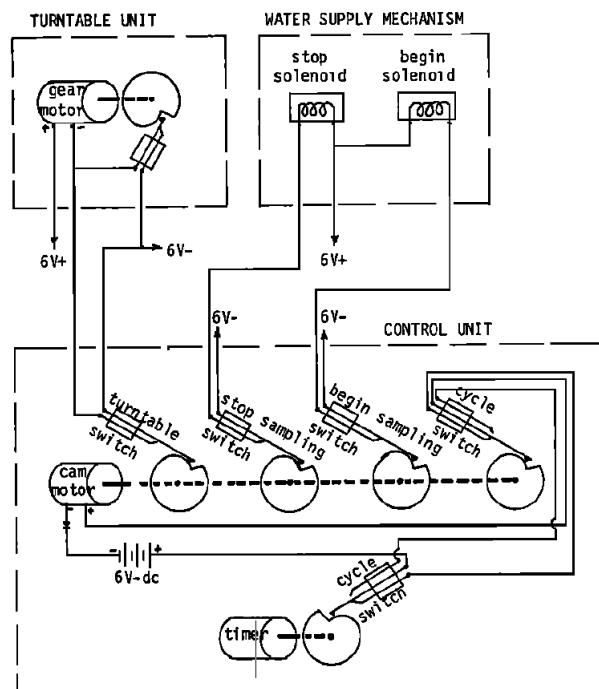 TURNTABLE UNIT
WATER SUPPLY MECHANISM
stop
solenoid
begin
solenoid
gear
motor
+ -
6V+
6V-
6V+
6V-
6V-
CONTROL UNIT
turntable
switch
stop sampling
switch
begin sampling
switch
cycle
switch
cam
motor
- +
- +
6V-dc
cycle
switch
timer